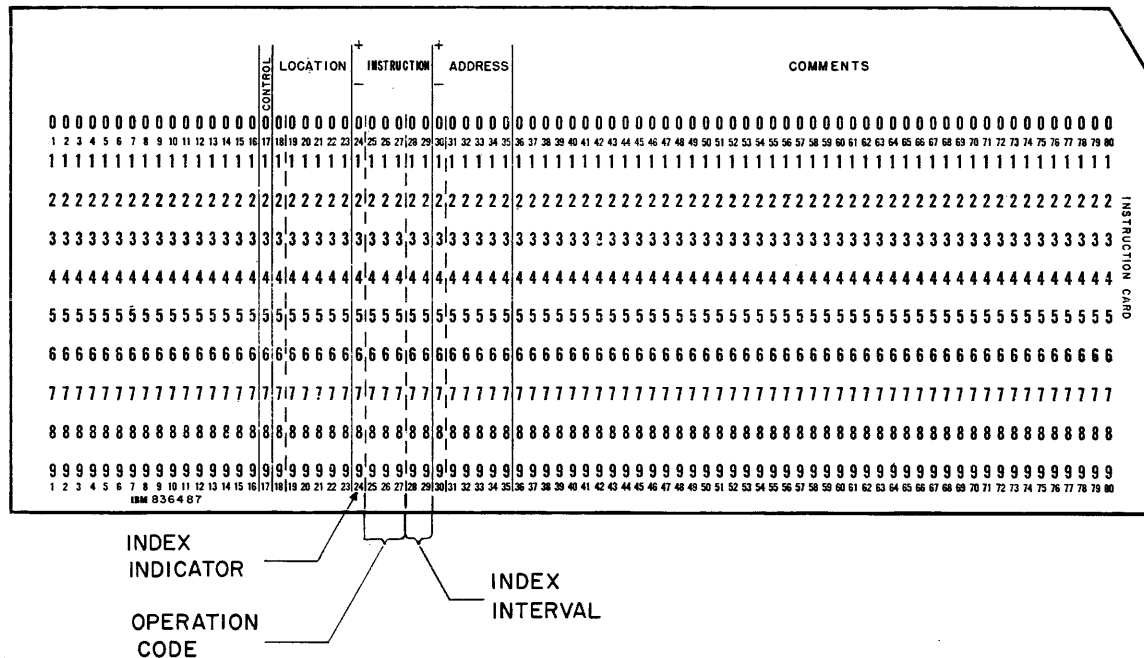 CONTROL
LOCATION
+
−
INSTRUCTION
+
−
ADDRESS
COMMENTS
00000000000000000000000000000000000000000000000000000000000000000000000000000000
1 2 3 4 5 6 7 8 9 10 11 12 13 14 15 16 17 18 19 20 21 22 23 24 25 26 27 28 29 30 31 32 33 34 35 36 37 38 39 40 41 42 43 44 45 46 47 48 49 50 51 52 53 54 55 56 57 58 59 60 61 62 63 64 65 66 67 68 69 70 71 72 73 74 75 76 77 78 79 80
11111111111111111111111111111111111111111111111111111111111111111111111111111111
22222222222222222222222222222222222222222222222222222222222222222222222222222222
33333333333333333333333333333333333333333333333333333333333333333333333333333333
44444444444444444444444444444444444444444444444444444444444444444444444444444444
55555555555555555555555555555555555555555555555555555555555555555555555555555555
66666666666666666666666666666666666666666666666666666666666666666666666666666666
77777777777777777777777777777777777777777777777777777777777777777777777777777777
88888888888888888888888888888888888888888888888888888888888888888888888888888888
99999999999999999999999999999999999999999999999999999999999999999999999999999999
1 2 3 4 5 6 7 8 9 10 11 12 13 14 15 16 17 18 19 20 21 22 23 24 25 26 27 28 29 30 31 32 33 34 35 36 37 38 39 40 41 42 43 44 45 46 47 48 49 50 51 52 53 54 55 56 57 58 59 60 61 62 63 64 65 66 67 68 69 70 71 72 73 74 75 76 77 78 79 80
IBM 836487
INSTRUCTION CARD
INDEX
INDICATOR
OPERATION
CODE
INDEX
INTERVAL